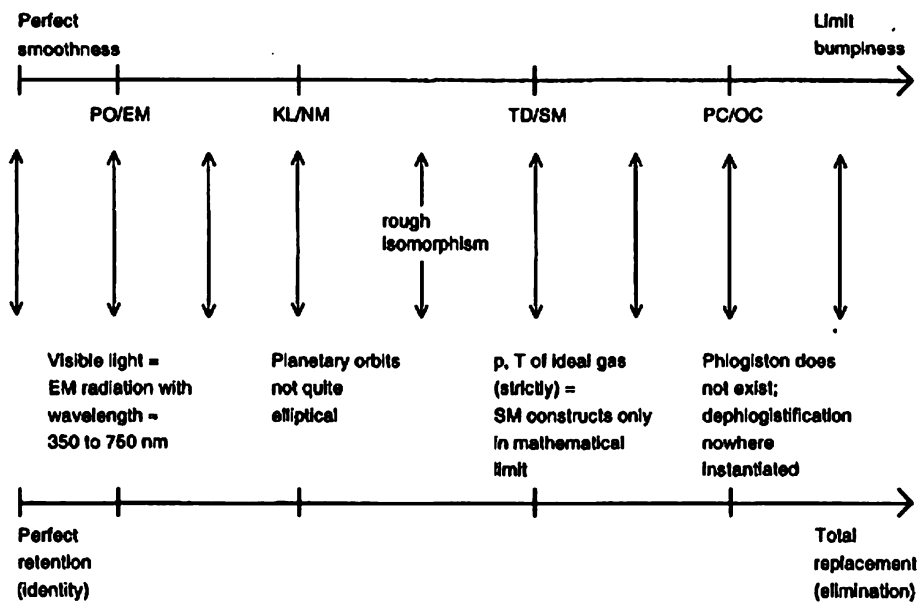 Perfect
smoothness
Limit
bumpiness
PO/EM
KL/NM
TD/SM
PC/OC
rough
isomorphism
Visible light =
EM radiation with
wavelength =
350 to 750 nm
Planetary orbits
not quite
elliptical
p, T of ideal gas
(strictly) =
SM constructs only
in mathematical
limit
Phlogiston does
not exist;
dephlogistification
nowhere
instantiated
Perfect
retention
(identity)
Total
replacement
(elimination)